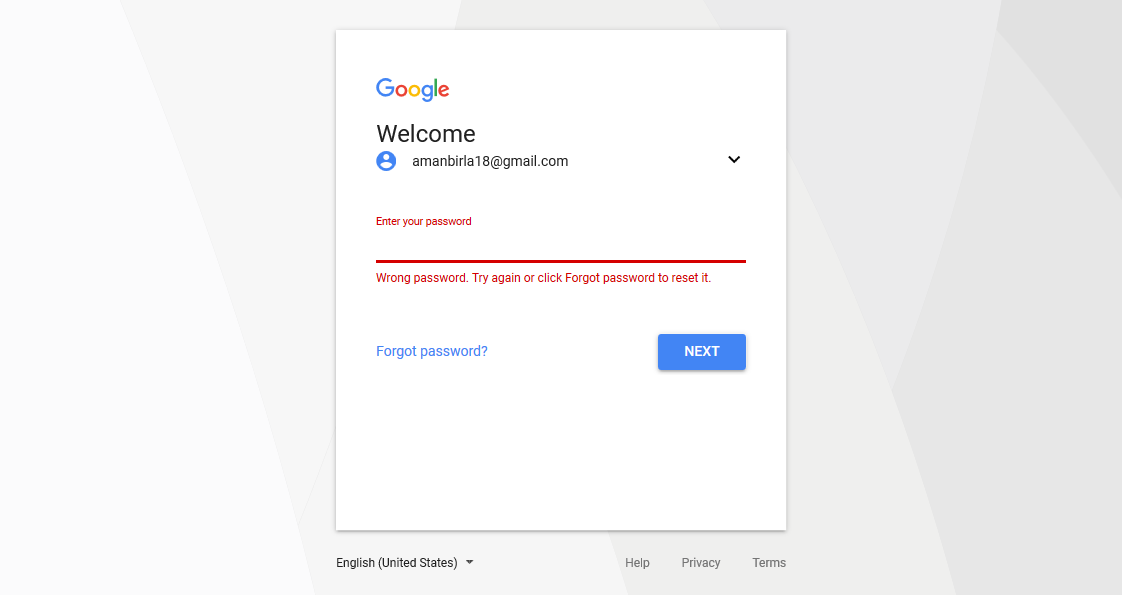 Google
Welcome
amanbirla18@gmail.com
Enter your password
Wrong password. Try again or click Forgot password to reset it.
Forgot password?
NEXT
English (United States)
Help
Privacy
Terms